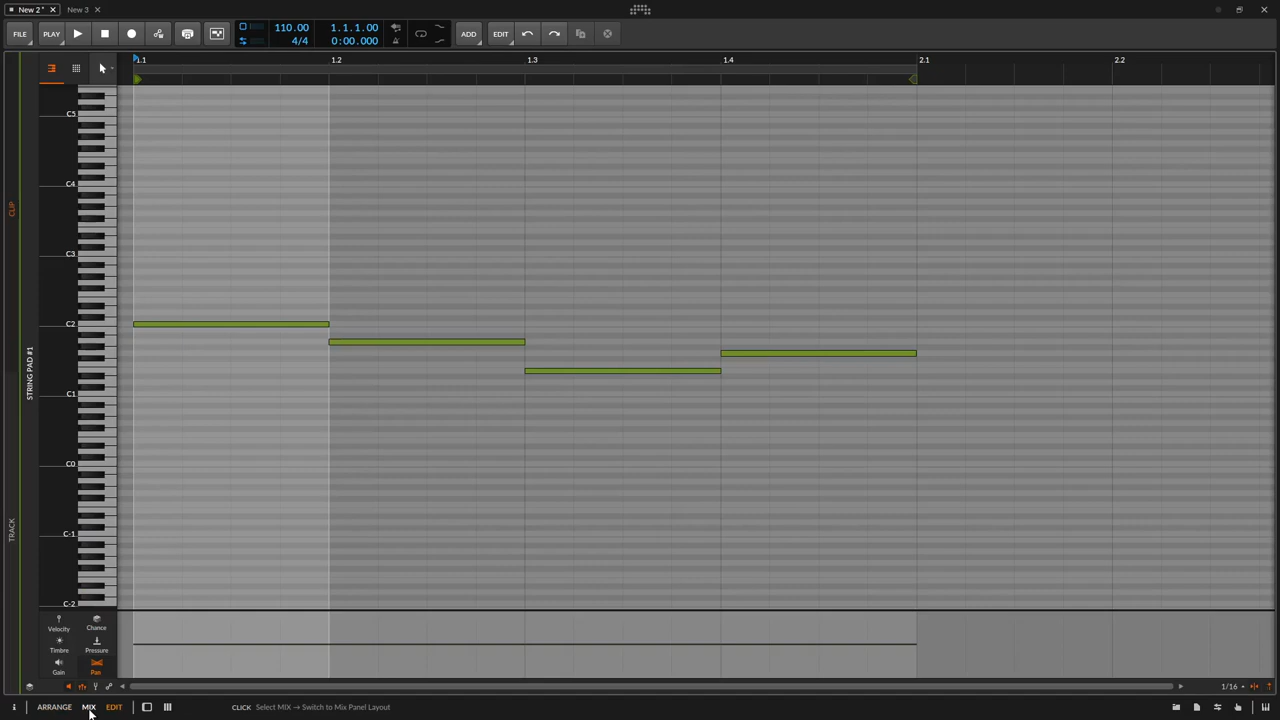 New 2 *
New 3
FILE
PLAY
110.00
4/4
1.1.1.00
0:00.000
ADD
EDIT
1.1
1.2
1.3
1.4
2.1
2.2
C5
C4
C3
C2
C1
C0
C-1
C-2
CLIP
TRACK
STRING PAD #1
Velocity
Chance
Timbre
Pressure
Gain
Pan
1/16
ARRANGE
MIX
EDIT
CLICK Select MIX → Switch to Mix Panel Layout